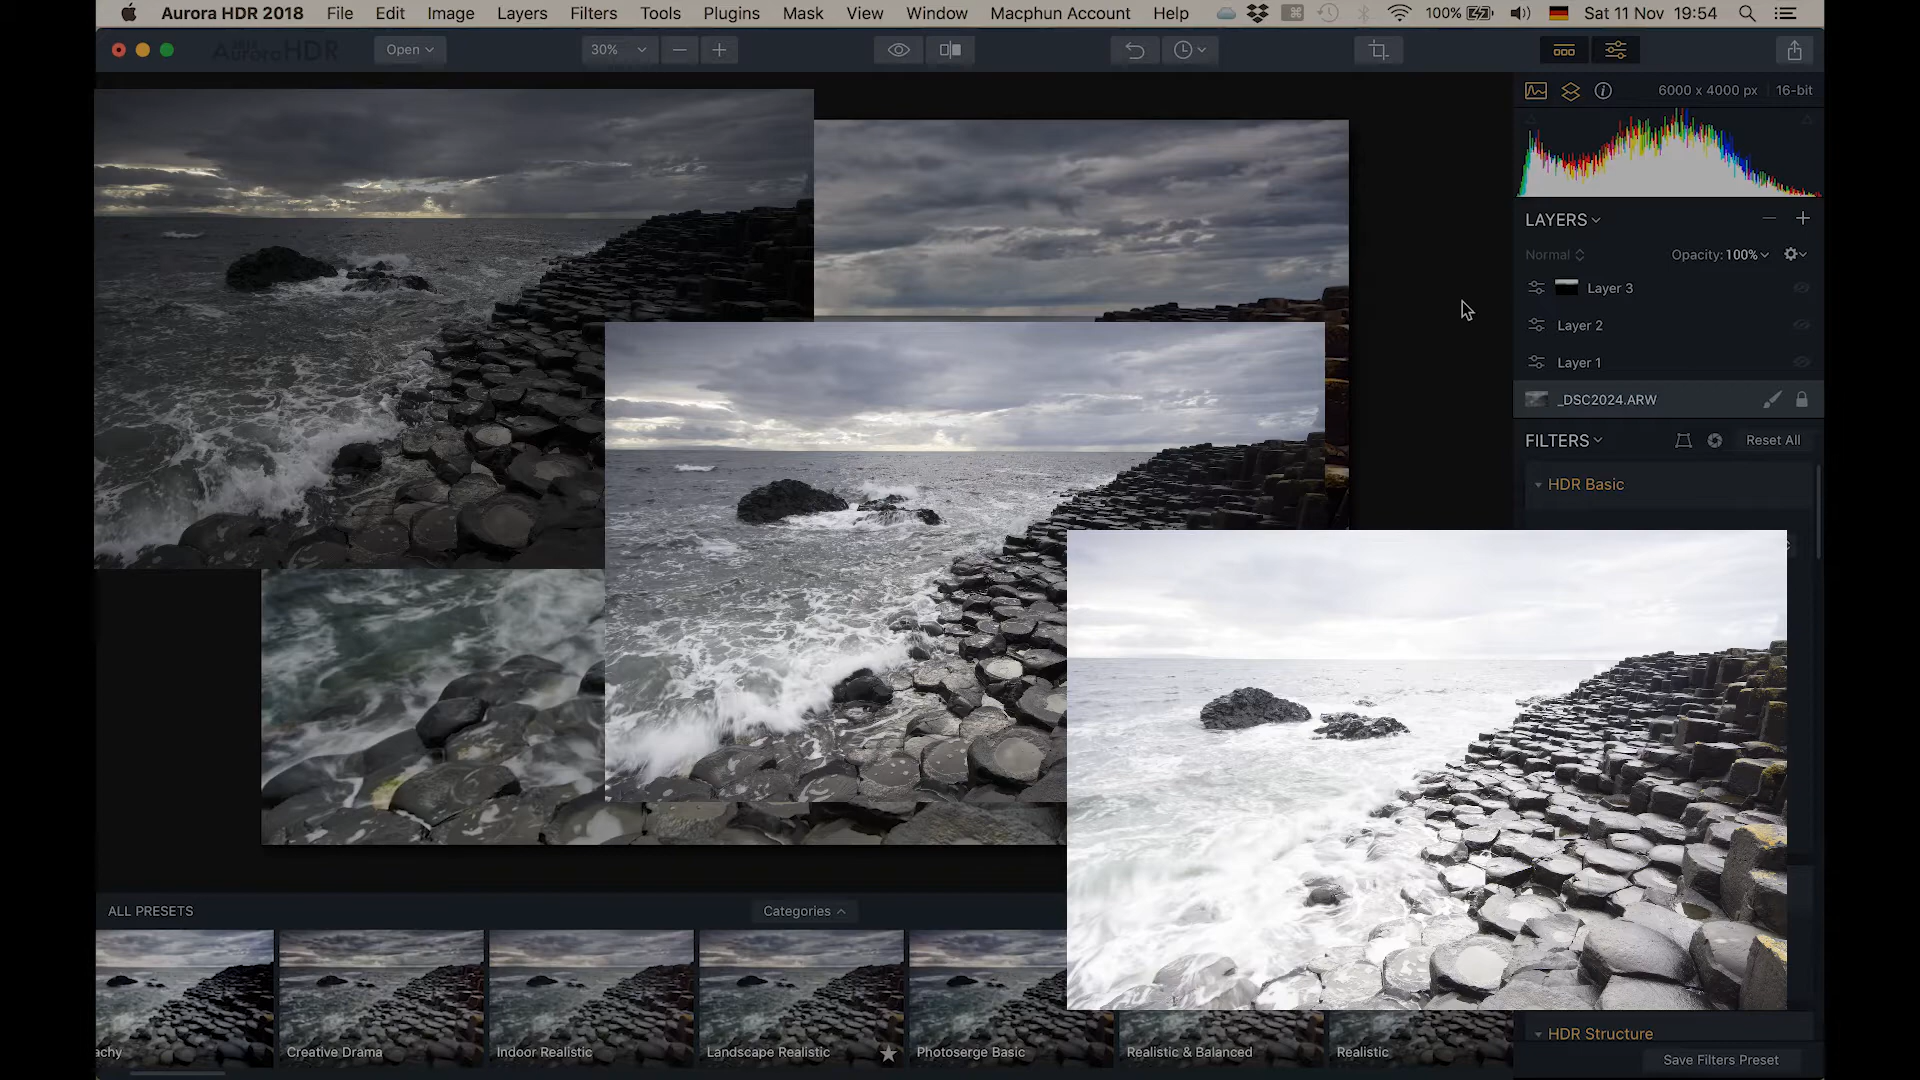 Aurora HDR 2018 File Edit Image Layers Filters Tools Plugins Mask View Window Macphun Account Help 100% Sat 11 Nov 19:54
AuroraHDR Open 30%
6000 x 4000 px 16-bit
LAYERS
Normal Opacity: 100%
Layer 3
Layer 2
Layer 1
_DSC2024.ARW
FILTERS Reset All
HDR Basic
HDR Structure
Save Filters Preset
ALL PRESETS Categories
achy Creative Drama Indoor Realistic Landscape Realistic Photoserge Basic Realistic & Balanced Realistic